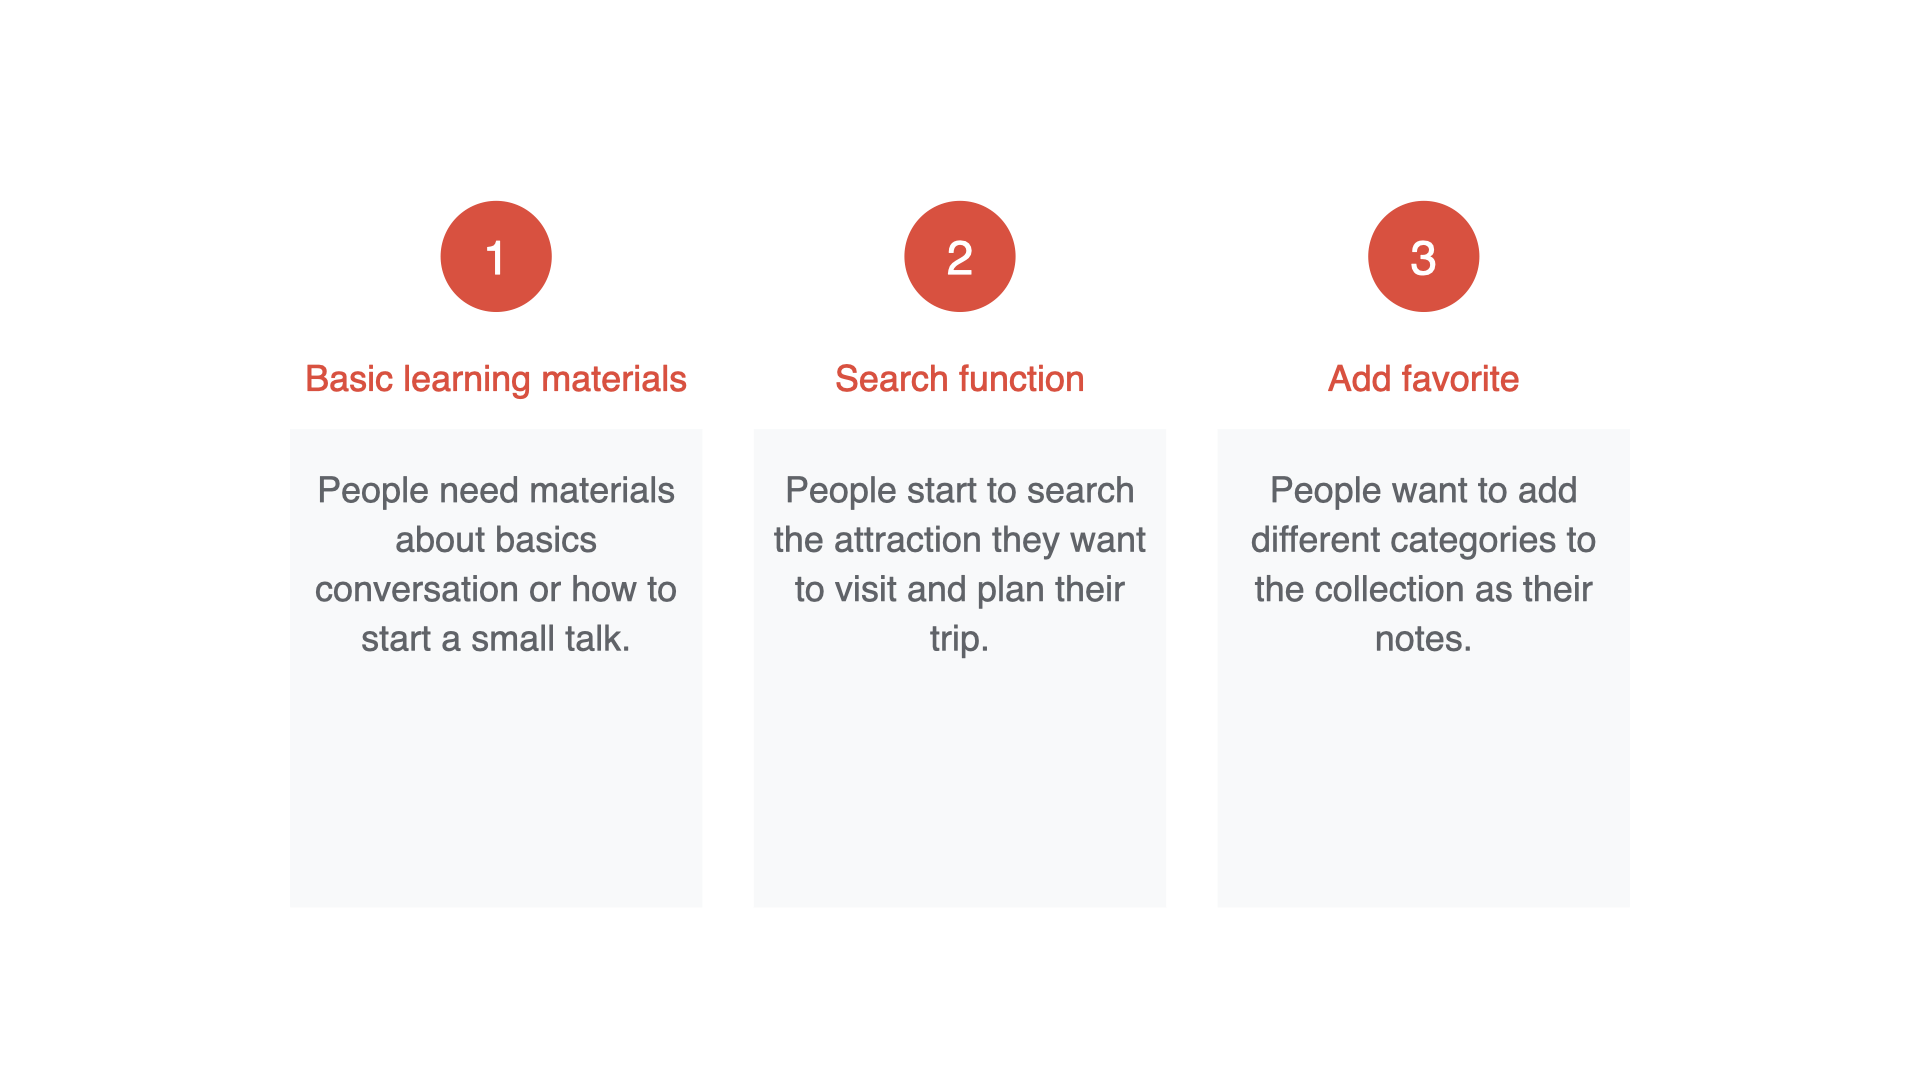 1
Basic learning materials
People need materials
about basics
conversation or how to
start a small talk.
2
Search function
People start to search
the attraction they want
to visit and plan their
trip.
3
Add favorite
People want to add
different categories to
the collection as their
notes.